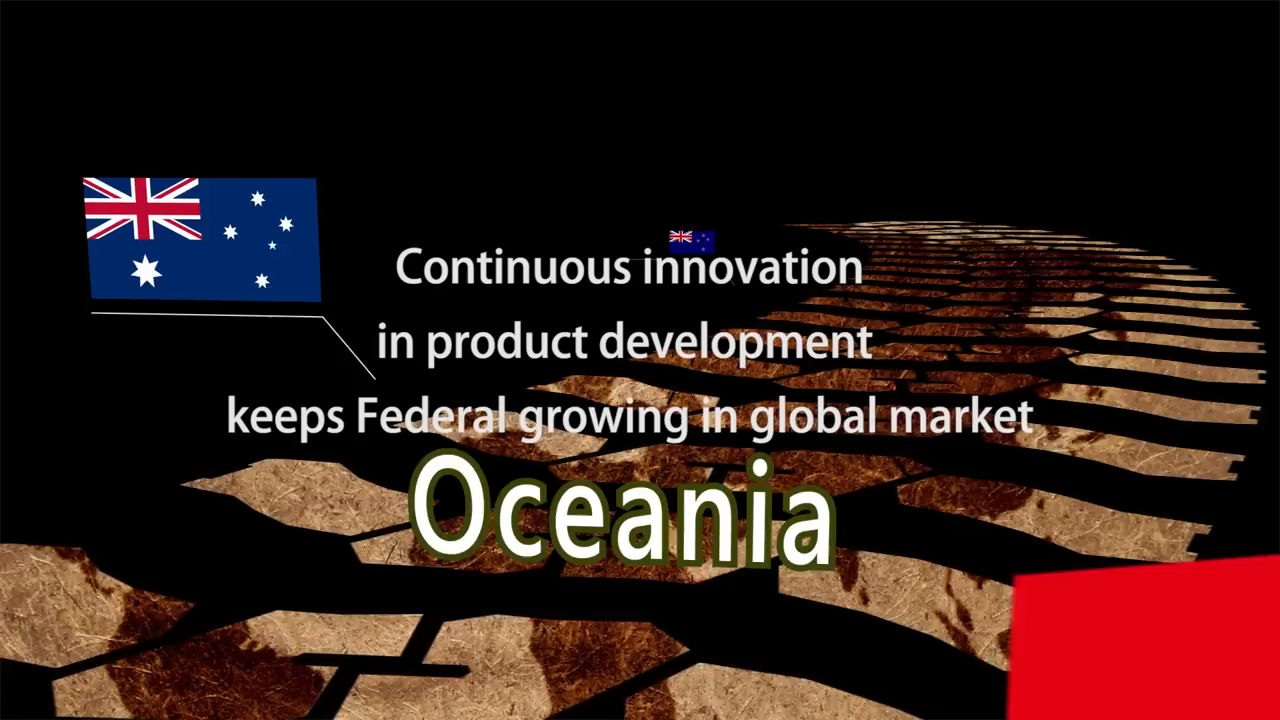 Continuous innovation
in product development
keeps Federal growing in global market
Oceania